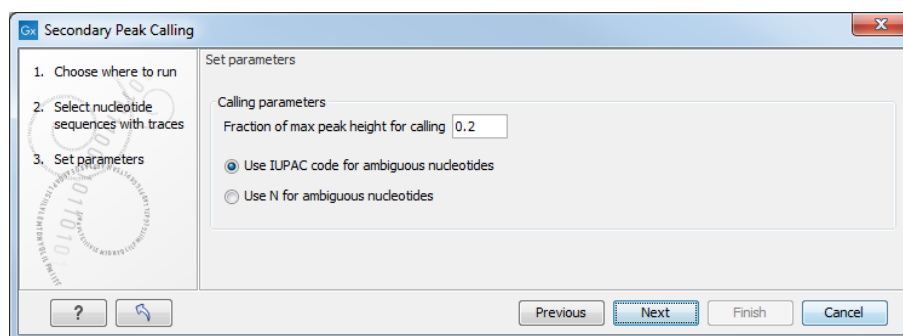 Gx Secondary Peak Calling
1. Choose where to run
2. Select nucleotide
sequences with traces
3. Set parameters
Set parameters
Calling parameters
Fraction of max peak height for calling 0.2
Use IUPAC code for ambiguous nucleotides
Use N for ambiguous nucleotides
?
Previous
Next
Finish
Cancel